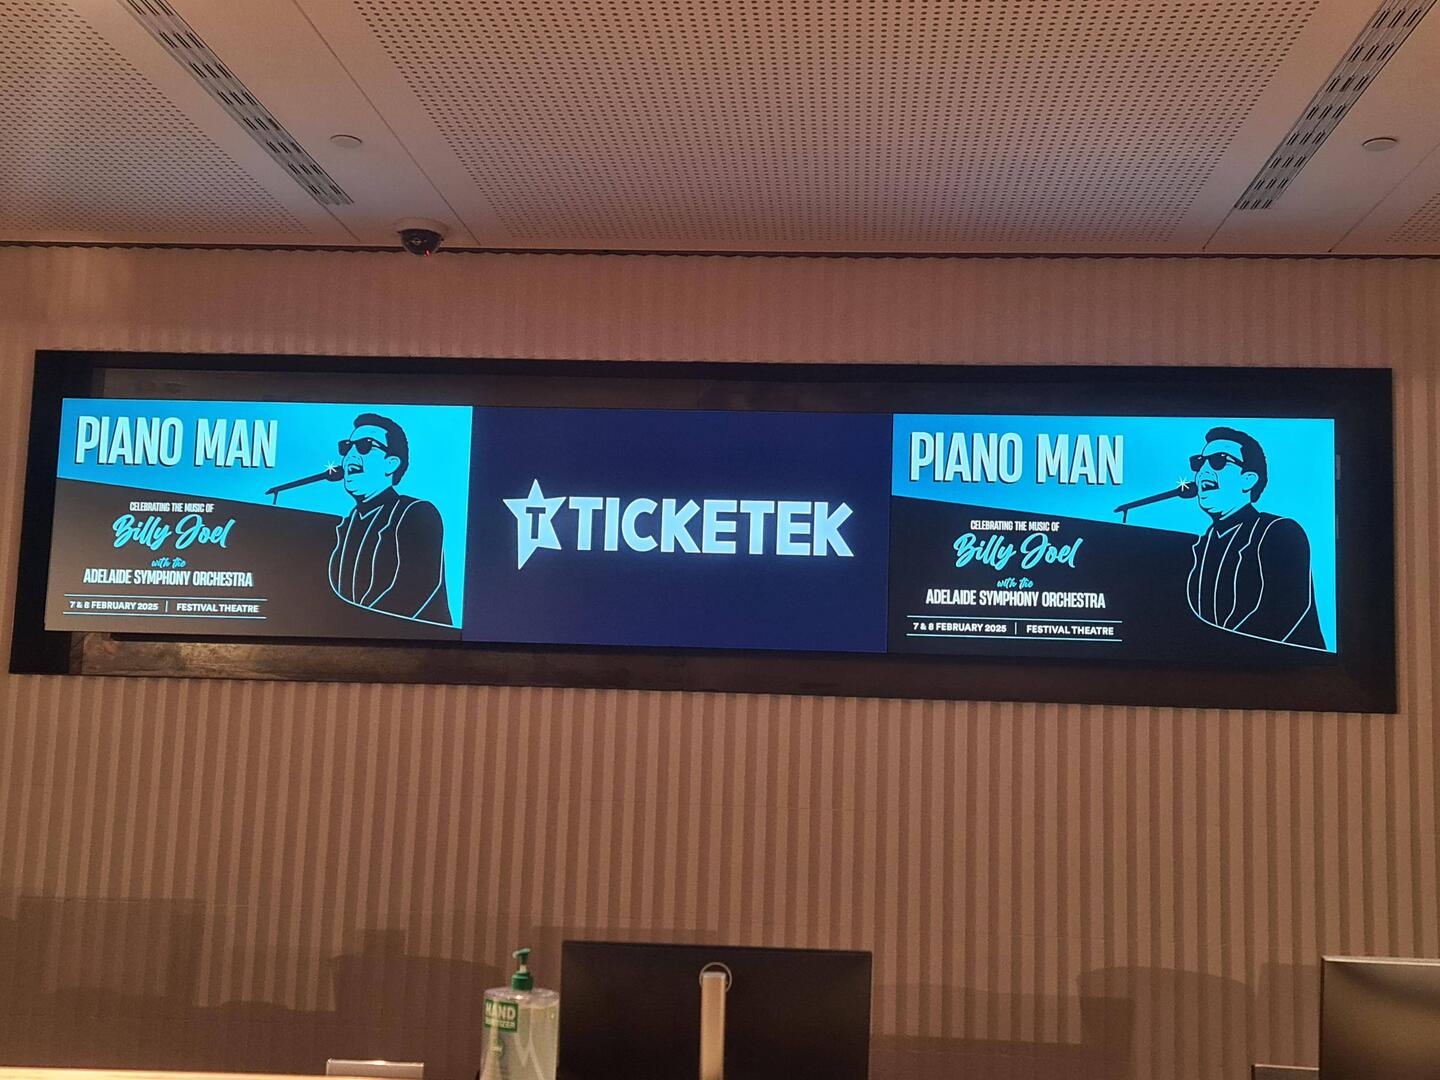 PIANO MAN
CELEBRATING THE MUSIC OF
Billy Joel
with the
ADELAIDE SYMPHONY ORCHESTRA
7 & 8 FEBRUARY 2025 | FESTIVAL THEATRE
T TICKETEK
PIANO MAN
CELEBRATING THE MUSIC OF
Billy Joel
with the
ADELAIDE SYMPHONY ORCHESTRA
7 & 8 FEBRUARY 2025 | FESTIVAL THEATRE
HAND
SANITIZER